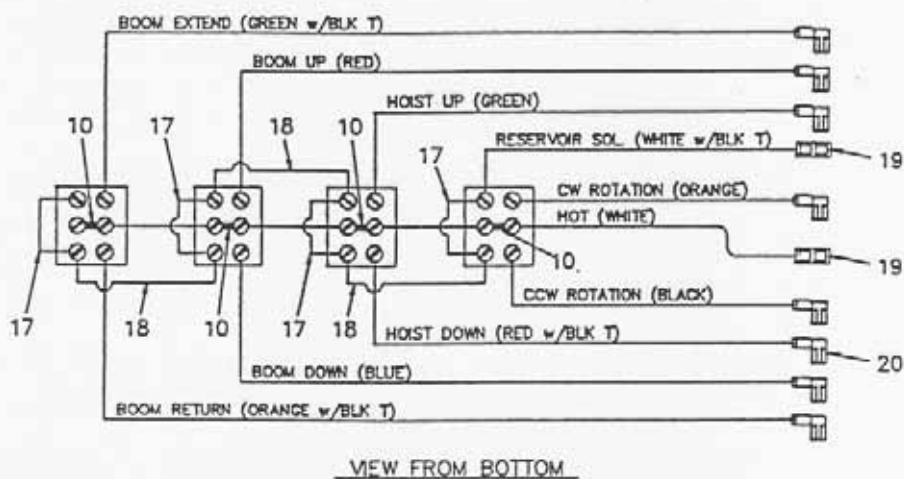 BOOM EXTEND (GREEN w/BLK T)
BOOM UP (RED)
HOIST UP (GREEN)
10
17
18
10
17
RESERVOIR SOL. (WHITE w/BLK T)
19
CW ROTATION (ORANGE)
HOT (WHITE)
10
19
17
18
10
17
18
CCW ROTATION (BLACK)
HOIST DOWN (RED w/BLK T)
20
BOOM DOWN (BLUE)
BOOM RETURN (ORANGE w/BLK T)
VIEW FROM BOTTOM